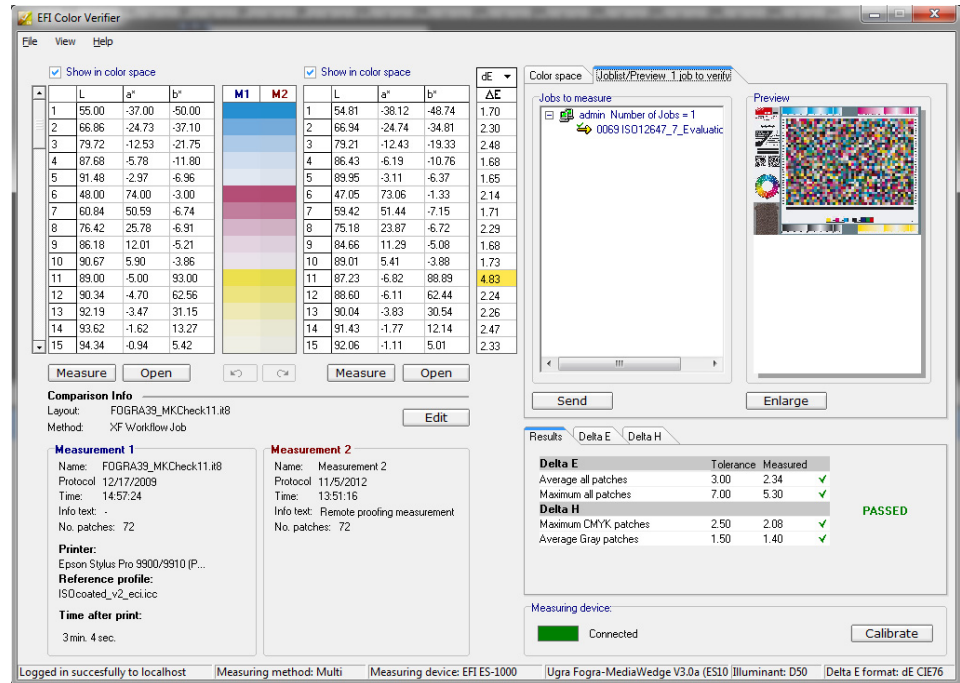 EFI Color Verifier
File View Help
Show in color space
L a* b*
1 55.00 -37.00 -50.00
2 66.86 -24.73 -37.10
3 79.72 -12.53 -21.75
4 87.68 -5.78 -11.80
5 91.48 -2.97 -6.96
6 48.00 74.00 -3.00
7 60.84 50.59 -6.74
8 76.42 25.78 -6.91
9 86.18 12.01 -5.21
10 90.67 5.90 -3.86
11 89.00 -5.00 93.00
12 90.34 -4.70 62.56
13 92.19 -3.47 31.15
14 93.62 -1.62 13.27
15 94.34 -0.94 5.42
M1 M2
Show in color space
L a* b*
1 54.81 -38.12 -48.74
2 66.94 -24.74 -34.81
3 79.21 -12.43 -19.33
4 86.43 -6.19 -10.76
5 89.95 -3.11 -6.37
6 47.05 73.06 -1.33
7 59.42 51.44 -7.15
8 75.18 23.87 -6.72
9 84.66 11.29 -5.08
10 89.01 5.41 -3.88
11 87.23 -6.82 88.89
12 88.60 -6.11 62.44
13 90.04 -3.83 30.54
14 91.43 -1.77 12.14
15 92.06 -1.11 5.01
dE
ΔE
1.70
2.30
2.48
1.68
1.65
2.14
1.71
2.29
1.68
1.73
4.83
2.24
2.26
2.47
2.33
Measure Open
Measure Open
Comparison Info
Layout: FOGRA39_MKCheck11.it8
Method: XF Workflow Job
Edit
Measurement 1
Name: FOGRA39_MKCheck11.it8
Protocol 12/17/2009
Time: 14:57:24
Info text: -
No. patches: 72
Printer:
Epson Stylus Pro 9900/9910 (P...
Reference profile:
ISOcoated_v2_eci.icc
Time after print:
3 min. 4 sec.
Measurement 2
Name: Measurement 2
Protocol 11/5/2012
Time: 13:51:16
Info text: Remote proofing measurement
No. patches: 72
Color space Joblist/Preview 1 job to verify
Jobs to measure
admin Number of Jobs = 1
0069 ISO12647_7_Evaluatic
Send
Preview
Enlarge
Results Delta E Delta H
Delta E Tolerance Measured
Average all patches 3.00 2.34
Maximum all patches 7.00 5.30
Delta H
Maximum CMYK patches 2.50 2.08
Average Gray patches 1.50 1.40
PASSED
Measuring device:
Connected
Calibrate
Logged in succesfully to localhost Measuring method: Multi Measuring device: EFI ES-1000 Ugra Fogra-MediaWedge V3.0a (ES10 Illuminant: D50 Delta E format: dE CIE76